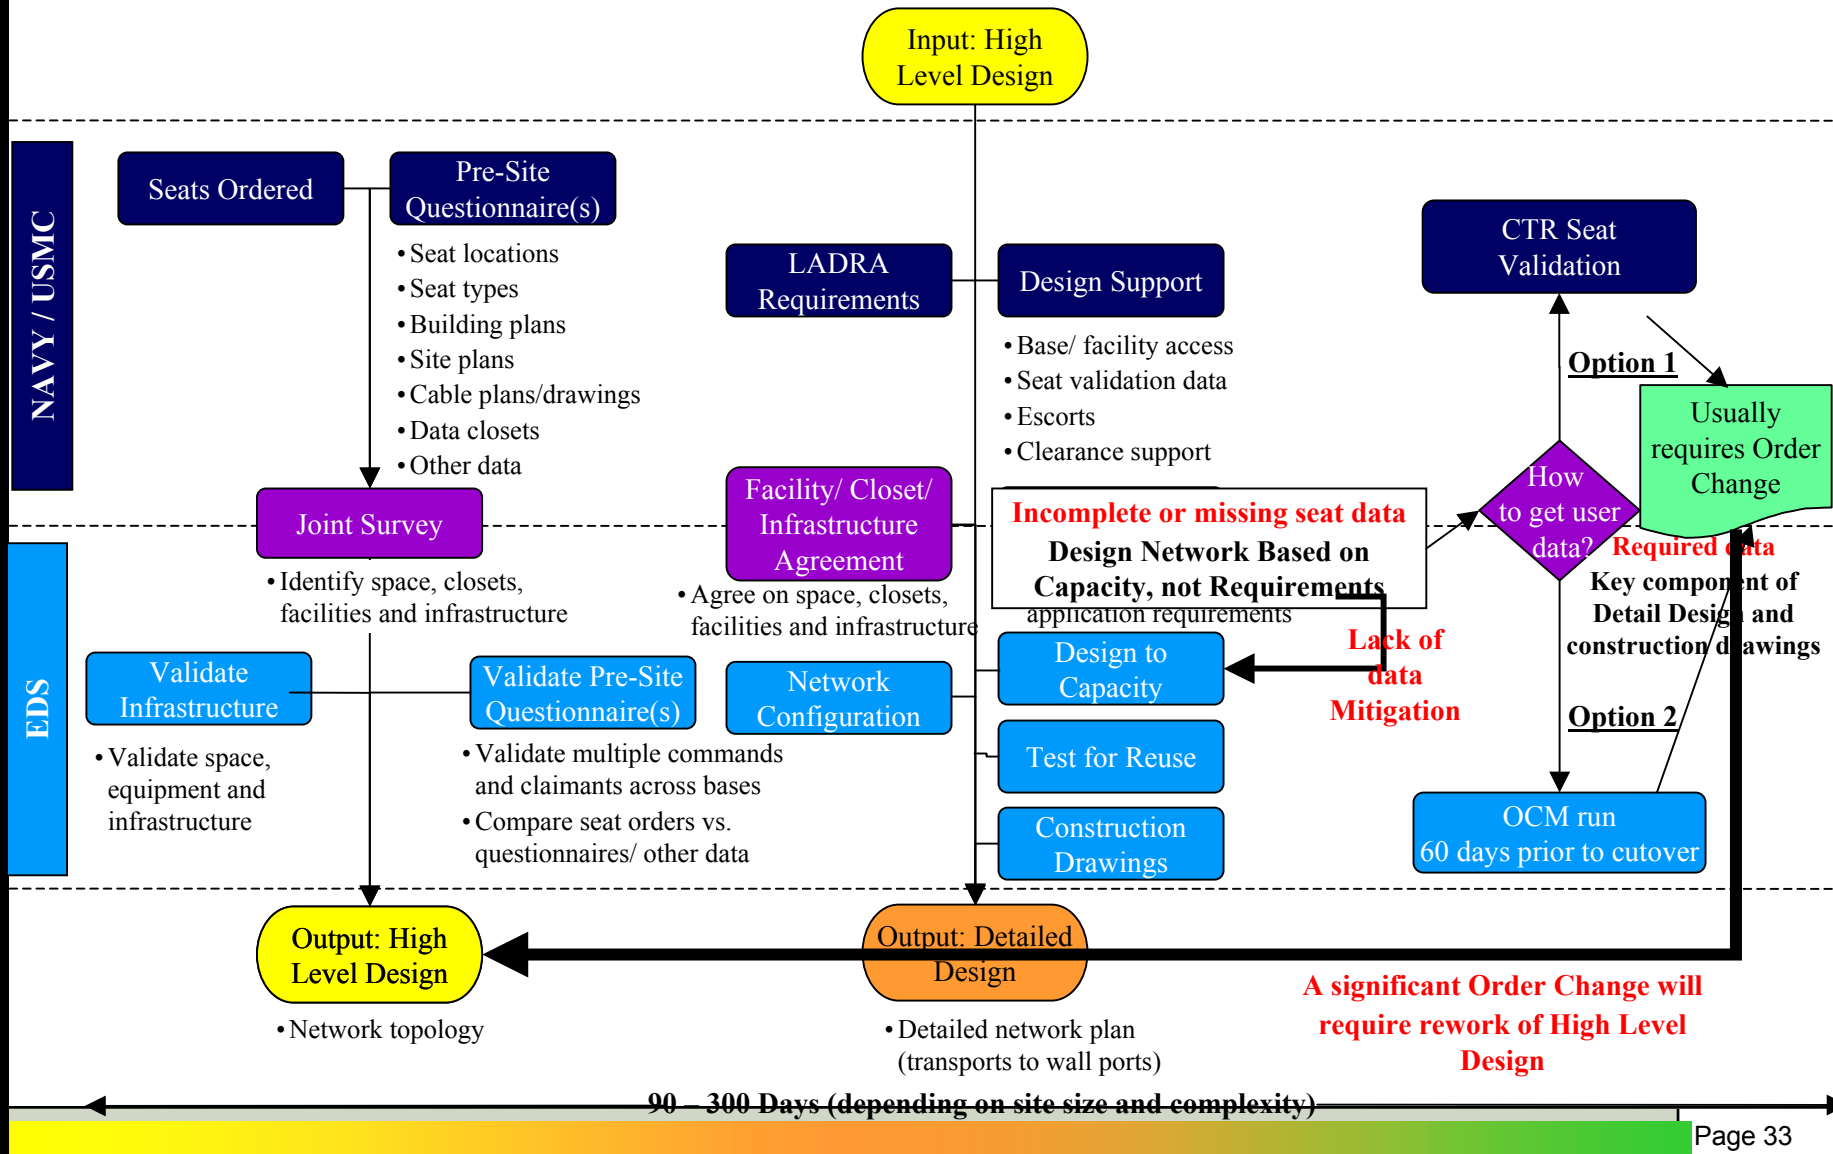 Input: High
Level Design
NAVY / USMC
Seats Ordered
Pre-Site
Questionnaire(s)
• Seat locations
• Seat types
• Building plans
• Site plans
• Cable plans/drawings
• Data closets
• Other data
LADRA
Requirements
Design Support
• Base/ facility access
• Seat validation data
• Escorts
• Clearance support
CTR Seat
Validation
Option 1
Usually
requires Order
Change
How
to get user
data?
Joint Survey
• Identify space, closets,
facilities and infrastructure
Facility/ Closet/
Infrastructure
Agreement
• Agree on space, closets,
facilities and infrastructure
Incomplete or missing seat data
Design Network Based on
Capacity, not Requirements
application requirements
Required data
Key component of
Detail Design and
construction drawings
EDS
Validate
Infrastructure
• Validate space,
equipment and
infrastructure
Validate Pre-Site
Questionnaire(s)
• Validate multiple commands
and claimants across bases
• Compare seat orders vs.
questionnaires/ other data
Network
Configuration
Design to
Capacity
Lack of
data
Mitigation
Test for Reuse
Construction
Drawings
Option 2
OCM run
60 days prior to cutover
Output: High
Level Design
• Network topology
Output: Detailed
Design
• Detailed network plan
(transports to wall ports)
A significant Order Change will
require rework of High Level
Design
90 – 300 Days (depending on site size and complexity)
Page 33